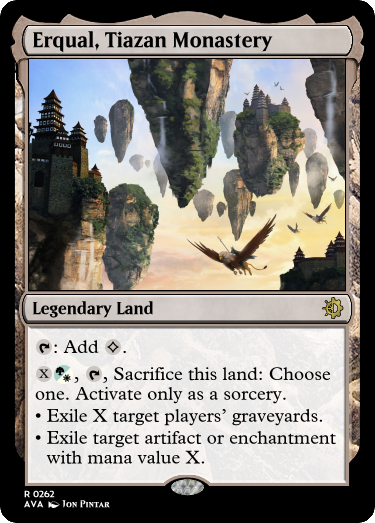 Erqual, Tiazan Monastery
Legendary Land
: Add .
X , , Sacrifice this land: Choose
one. Activate only as a sorcery.
• Exile X target players' graveyards.
• Exile target artifact or enchantment
with mana value X.
R 0262
AVA Jon Pintar